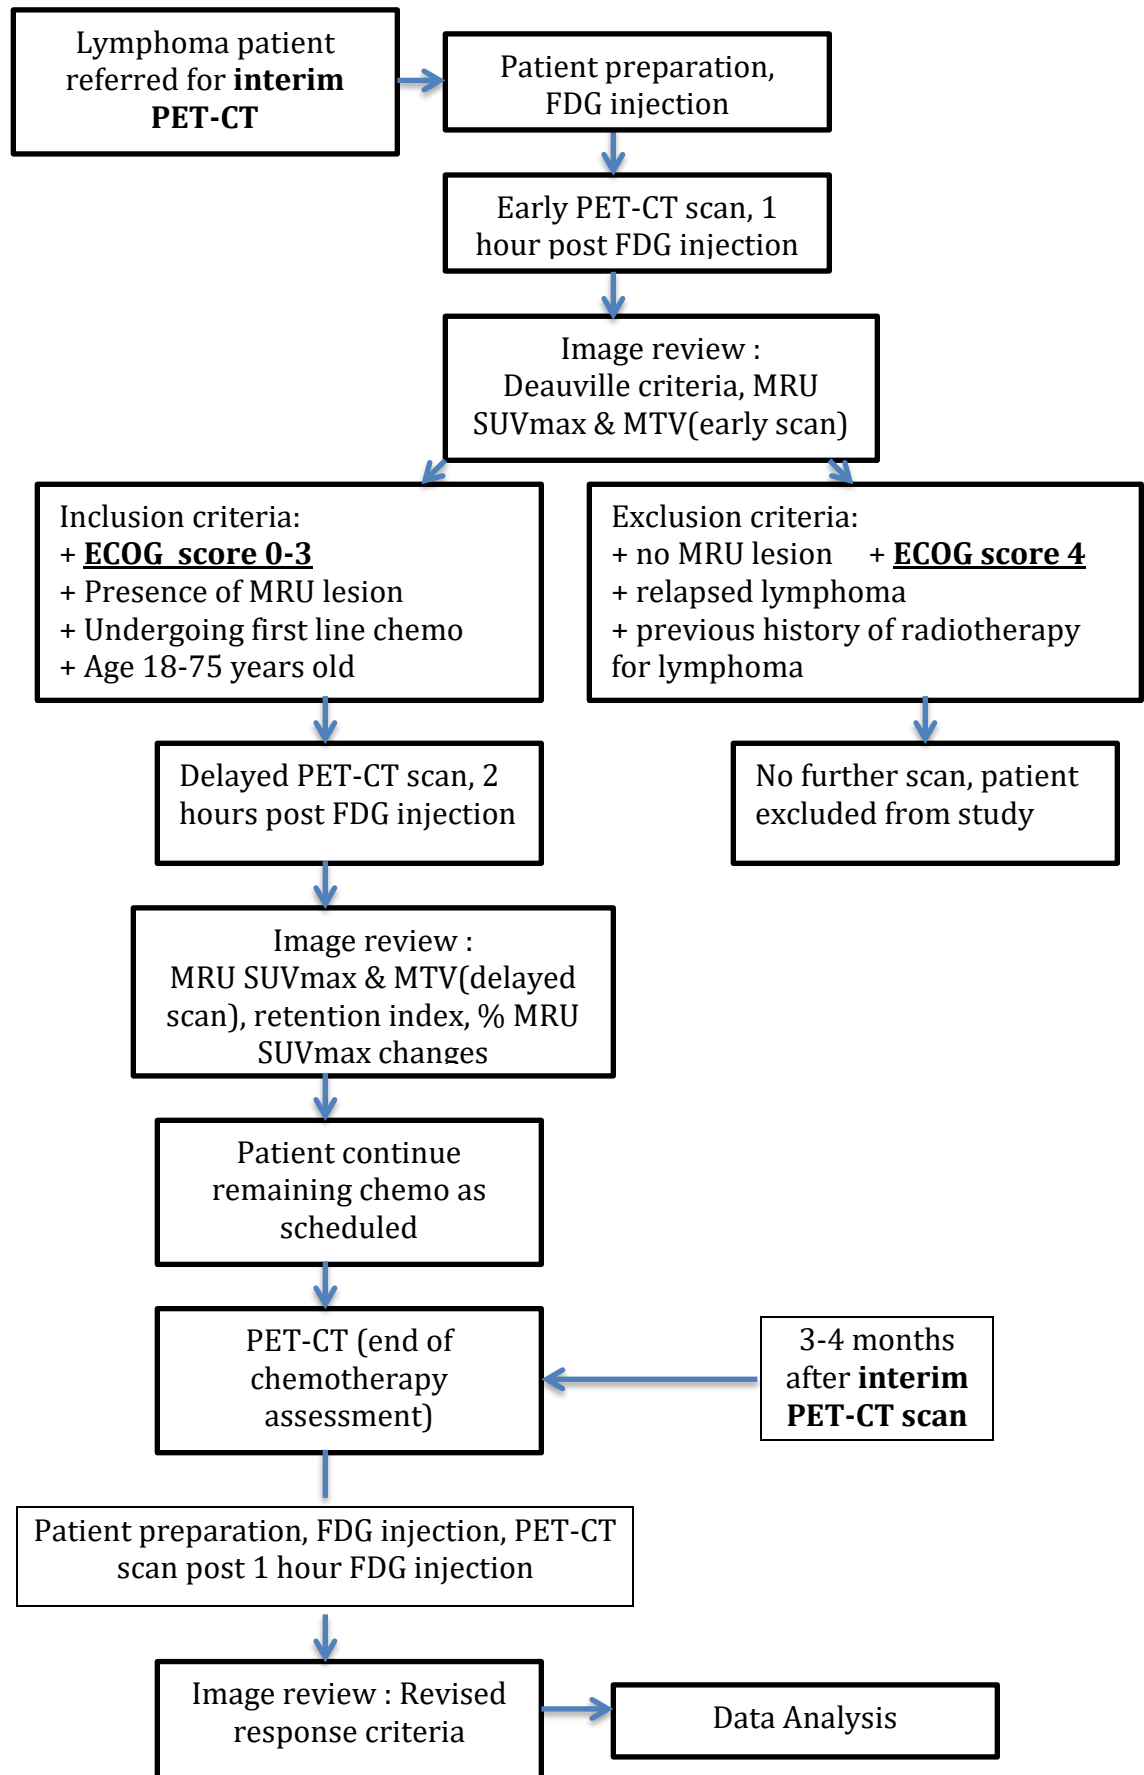 Lymphoma patient
referred for interim
PET-CT
Patient preparation,
FDG injection
Early PET-CT scan, 1
hour post FDG injection
Image review :
Deauville criteria, MRU
SUVmax & MTV(early scan)
Inclusion criteria:
+ ECOG  score 0-3
+ Presence of MRU lesion
+ Undergoing first line chemo
+ Age 18-75 years old
Exclusion criteria:
+ no MRU lesion    + ECOG score 4
+ relapsed lymphoma
+ previous history of radiotherapy
for lymphoma
Delayed PET-CT scan, 2
hours post FDG injection
No further scan, patient
excluded from study
Image review :
MRU SUVmax & MTV(delayed
scan), retention index, % MRU
SUVmax changes
Patient continue
remaining chemo as
scheduled
PET-CT (end of
chemotherapy
assessment)
3-4 months
after interim
PET-CT scan
Patient preparation, FDG injection, PET-CT
scan post 1 hour FDG injection
Image review : Revised
response criteria
Data Analysis